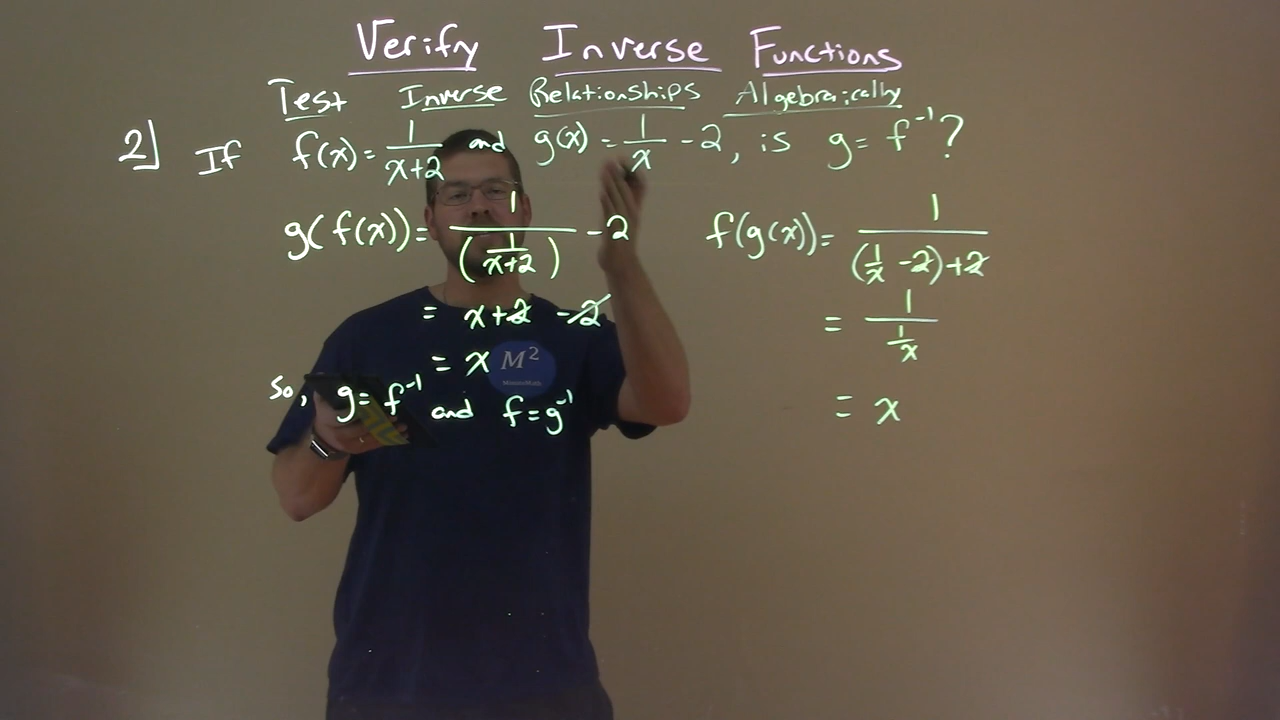 Verify Inverse Functions
Test Inverse Relationships Algebraically
2] If f(x) = 1/(x+2) and g(x) = 1/x - 2, is g = f⁻¹?
g(f(x)) = 1/(1/(x+2)) - 2
= x+2 - 2
= x
So, g = f⁻¹ and f = g⁻¹
f(g(x)) = 1/((1/x - 2) + 2)
= 1/(1/x)
= x
M²
MinuteMath